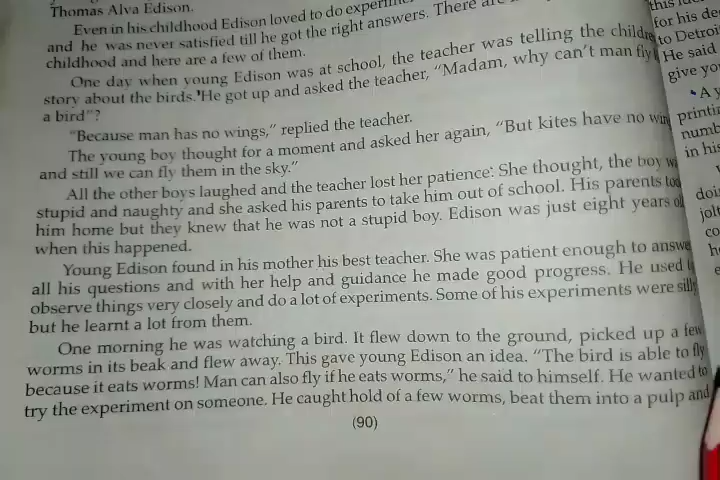 Thomas Alva Edison.
Even in his childhood Edison loved to do
and he was never satisfied till he got the right answers. There
childhood and here are a few of them.
One day when young Edison was at school, the teacher was telling the
story about the birds. He got up and asked the teacher, “Madam, why can’t man fly
a bird”?
“Because man has no wings,” replied the teacher.
The young boy thought for a moment and asked her again, “But kites have no
and still we can fly them in the sky.”
All the other boys laughed and the teacher lost her patience. She thought, the boy
stupid and naughty and she asked his parents to take him out of school. His parents
him home but they knew that he was not a stupid boy. Edison was just eight years
when this happened.
Young Edison found in his mother his best teacher. She was patient enough to
all his questions and with her help and guidance he made good progress. He used
observe things very closely and do a lot of experiments. Some of his experiments were
but he learnt a lot from them.
One morning he was watching a bird. It flew down to the ground, picked up a few
worms in its beak and flew away. This gave young Edison an idea. “The bird is able to fly
because it eats worms! Man can also fly if he eats worms,” he said to himself. He wanted to
try the experiment on someone. He caught hold of a few worms, beat them into a pulp and
(90)
for his
to
He said
give
A
in his